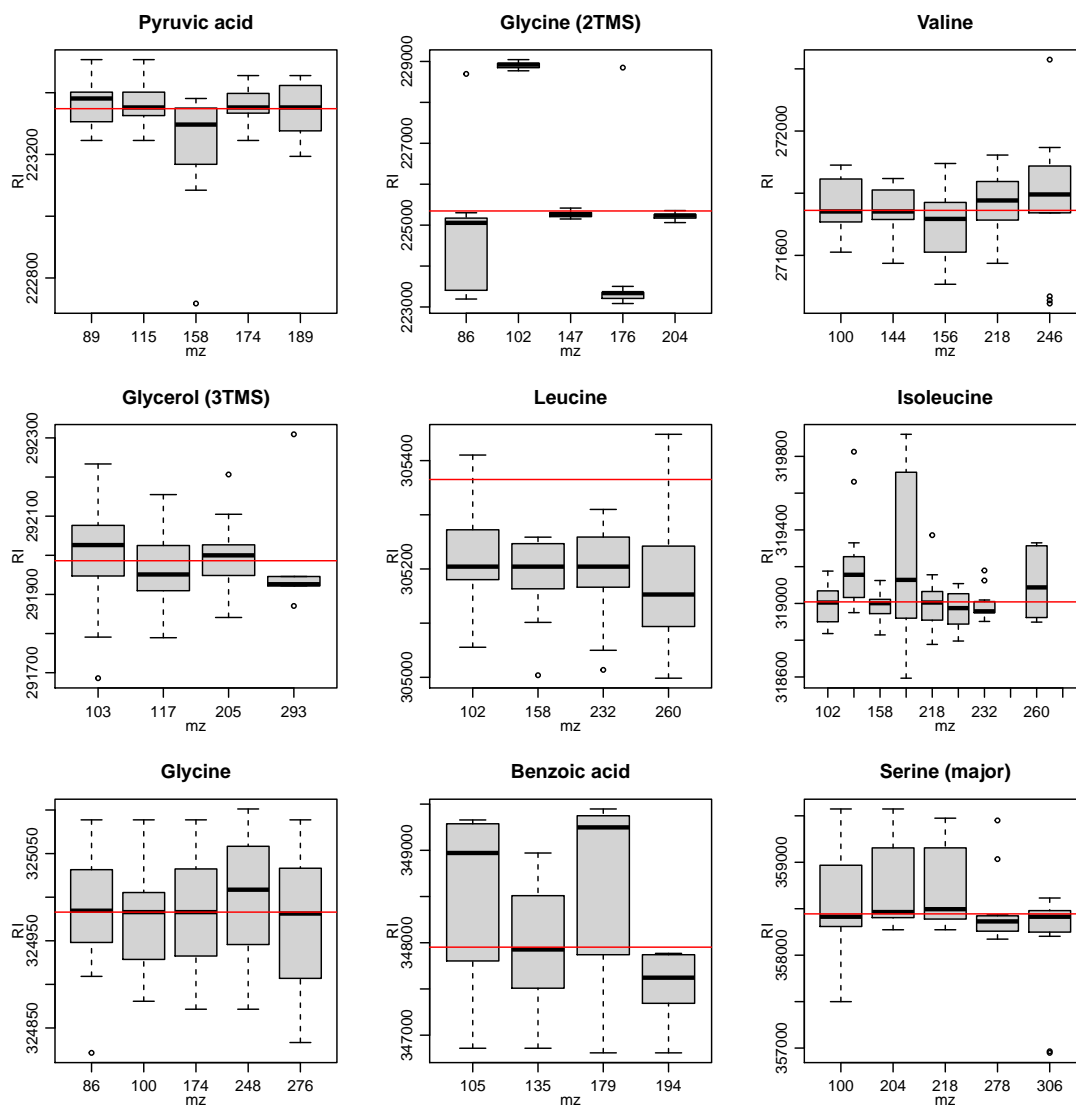 Pyruvic acid
RI
222800
223200
89
115
158
174
189
mz
Glycine (2TMS)
RI
223000
225000
227000
229000
86
102
147
176
204
mz
Valine
RI
271600
272000
100
144
156
218
246
mz
Glycerol (3TMS)
RI
291700
291900
292100
292300
103
117
205
293
mz
Leucine
RI
305000
305200
305400
102
158
232
260
mz
Isoleucine
RI
318600
319000
319400
319800
102
158
218
232
260
mz
Glycine
RI
324850
324950
325050
86
100
174
248
276
mz
Benzoic acid
RI
347000
348000
349000
105
135
179
194
mz
Serine (major)
RI
357000
358000
359000
100
204
218
278
306
mz